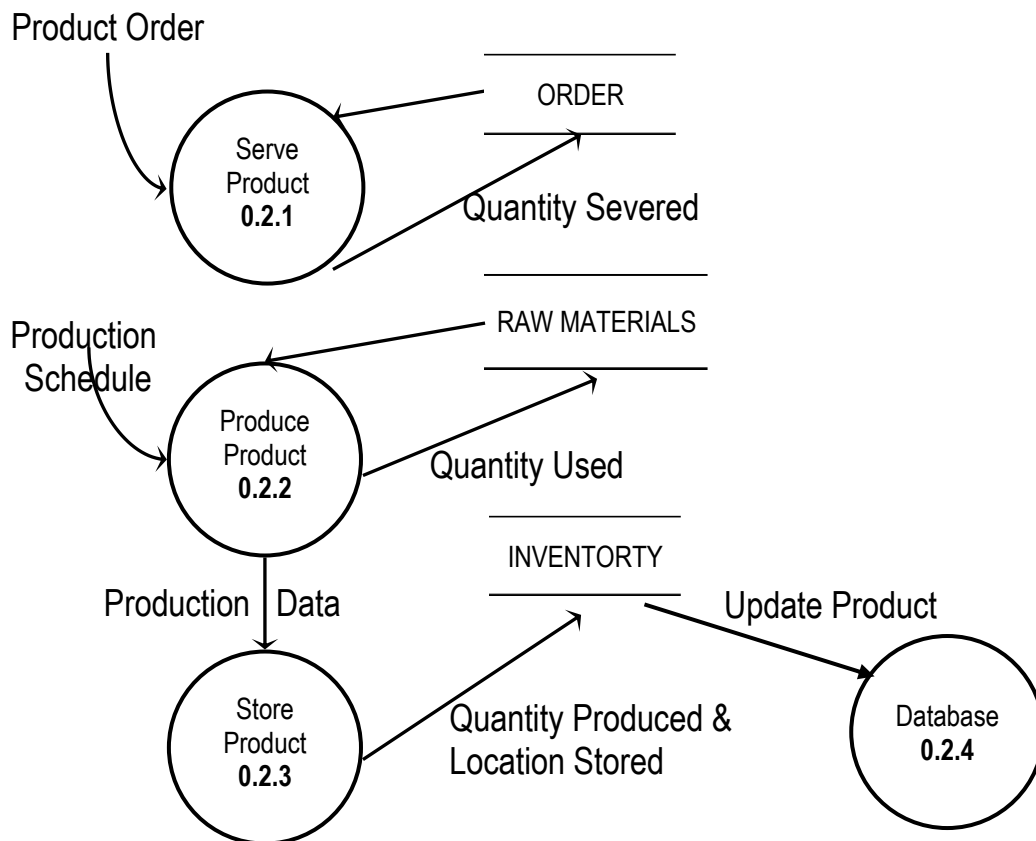 Product Order
ORDER
Serve
Product
0.2.1
Quantity Severed
RAW MATERIALS
Production
Schedule
Produce
Product
0.2.2
Quantity Used
INVENTORTY
Production Data
Update Product
Store
Product
0.2.3
Quantity Produced &
Location Stored
Database
0.2.4